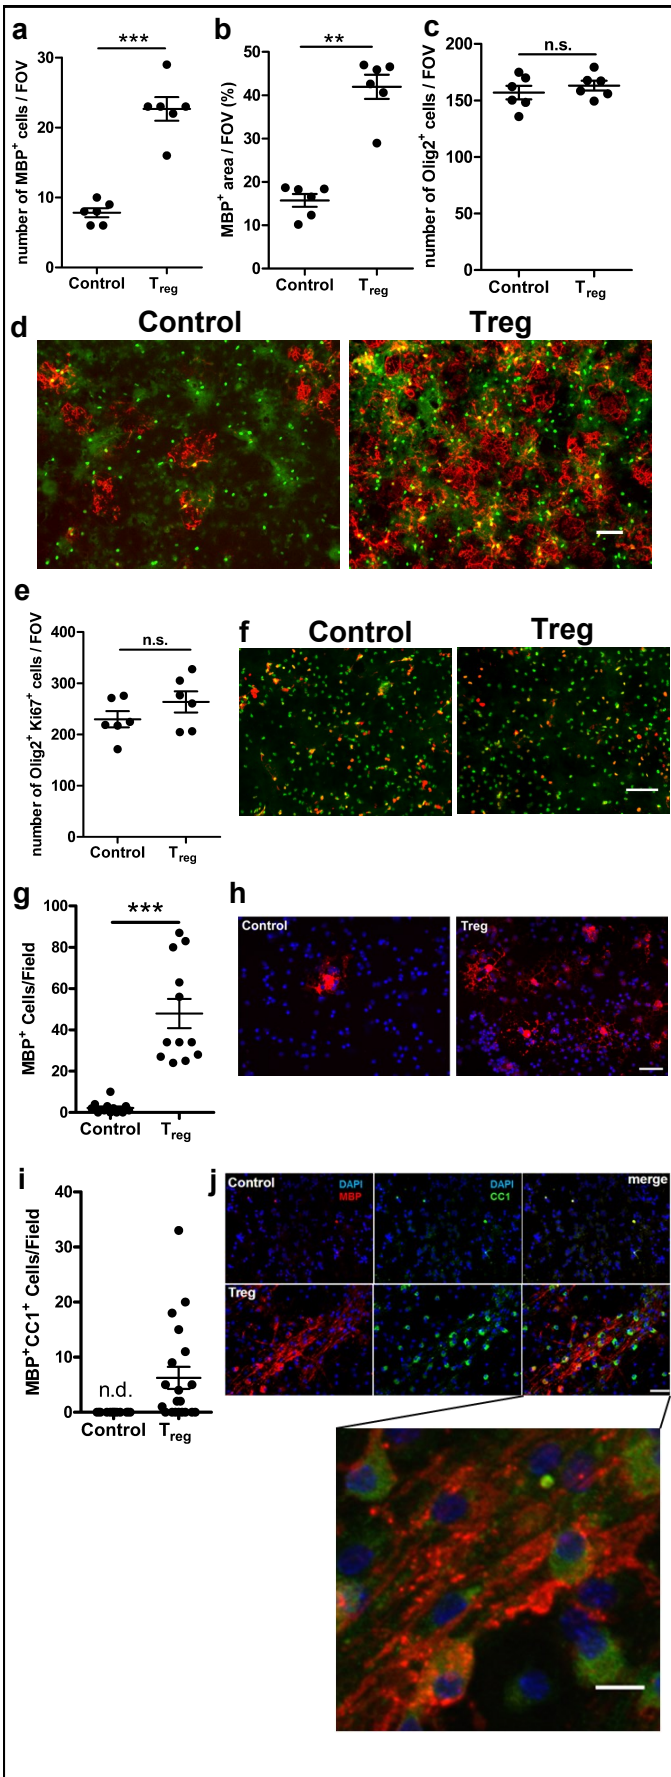 a
***
number of MBP+ cells / FOV
30
20
10
0
Control
Treg
b
**
MBP+ area / FOV (%)
50
40
30
20
10
0
Control
Treg
c
n.s.
number of Olig2+ cells / FOV
200
150
100
50
0
Control
Treg
d
Control
Treg
e
n.s.
number of Olig2+ Ki67+ cells / FOV
400
300
200
100
0
Control
Treg
f
Control
Treg
g
***
MBP+ Cells/Field
100
80
60
40
20
0
Control
Treg
h
Control
Treg
i
MBP+CC1+ Cells/Field
40
30
20
10
0
n.d.
Control
Treg
j
Control
DAPI
MBP
DAPI
CC1
merge
Treg